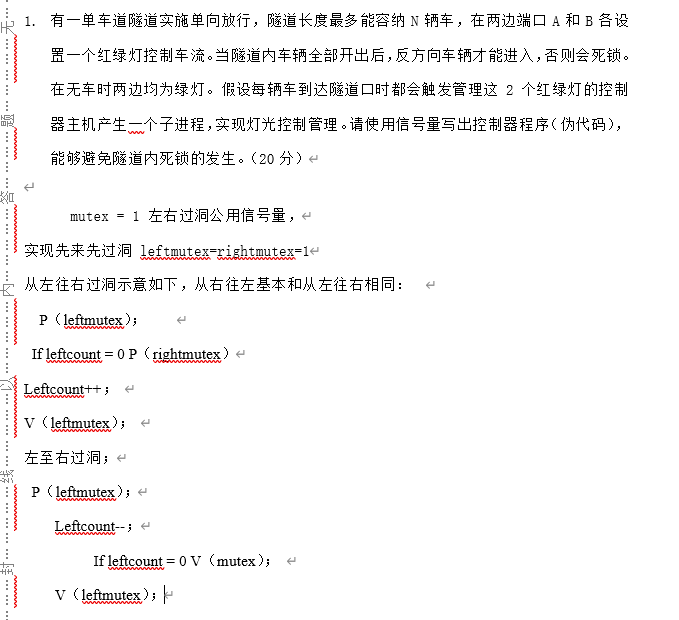 1. 有一单车道隧道实施单向放行，隧道长度最多能容纳 N 辆车，在两边端口 A 和 B 各设
置一个红绿灯控制车流。当隧道内车辆全部开出后，反方向车辆才能进入，否则会死锁。
在无车时两边均为绿灯。假设每辆车到达隧道口时都会触发管理这 2 个红绿灯的控制
器主机产生一个子进程，实现灯光控制管理。请使用信号量写出控制器程序（伪代码），
能够避免隧道内死锁的发生。（20 分）
mutex = 1 左右过洞公用信号量，
实现先来先过洞 leftmutex=rightmutex=1
从左往右过洞示意如下，从右往左基本和从左往右相同：
P（leftmutex）；
If leftcount = 0 P（rightmutex）
Leftcount++；
V（leftmutex）；
左至右过洞；
P（leftmutex）；
Leftcount--；
If leftcount = 0 V（mutex）；
V（leftmutex）；
无
题
答
内
以
线
封